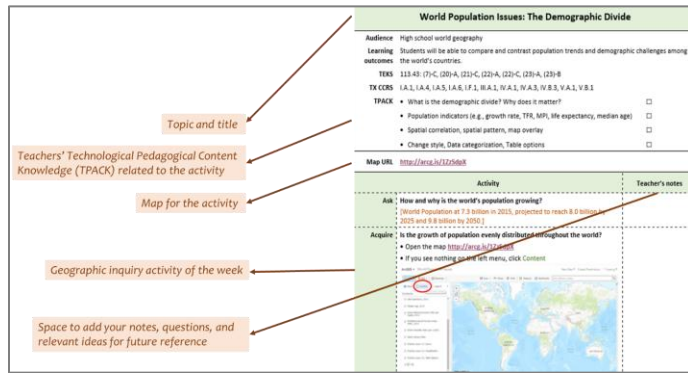 World Population Issues: The Demographic Divide
Audience High school world geography
Learning outcomes Students will be able to compare and contrast population trends and demographic challenges among the world's countries.
TEKS 113.43: (7)-C, (20)-A, (21)-C, (22)-A, (22)-C, (23)-A, (23)-B
TX CCRS I.A.1, I.A.4, I.A.5, I.A.6, I.F.1, III.A.1, IV.A.1, IV.A.3, IV.B.3, V.A.1, V.B.1
TPACK • What is the demographic divide? Why does it matter? ☐
• Population indicators (e.g., growth rate, TFR, MPI, life expectancy, median age) ☐
• Spatial correlation, spatial pattern, map overlay ☐
• Change style, Data categorization, Table options ☐
Map URL http://arcg.is/1Zz5dpX
Activity Teacher's notes
Ask How and why is the world's population growing?
[World Population at 7.3 billion in 2015, projected to reach 8.0 billion by
2025 and 9.8 billion by 2050.]
Acquire Is the growth of population evenly distributed throughout the world?
• Open the map
• If you see nothing on the left menu, click Content
Topic and title
Teachers' Technological Pedagogical Content
Knowledge (TPACK) related to the activity
Map for the activity
Geographic inquiry activity of the week
Space to add your notes, questions, and
relevant ideas for future reference